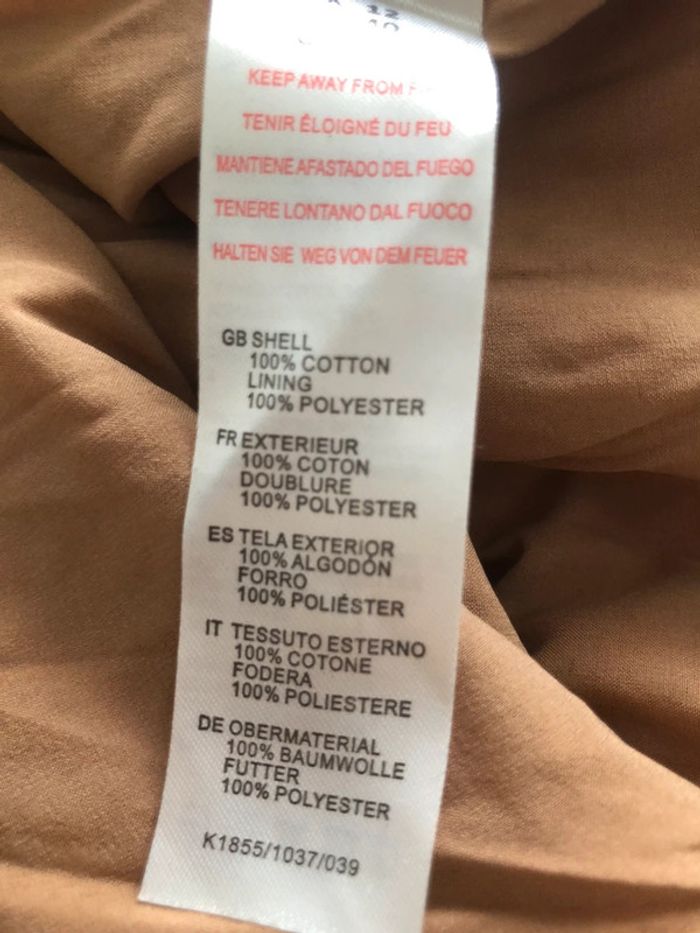 12
KEEP AWAY FROM
TENIR ÉLOIGNÉ DU FEU
MANTIENE AFASTADO DEL FUEGO
TENERE LONTANO DAL FUOCO
HALTEN SIE WEG VON DEM FEUER
GB SHELL
100% COTTON
LINING
100% POLYESTER
FR EXTERIEUR
100% COTON
DOUBLURE
100% POLYESTER
ES TELA EXTERIOR
100% ALGODÓN
FORRO
100% POLIÉSTER
IT TESSUTO ESTERNO
100% COTONE
FODERA
100% POLIESTERE
DE OBERMATERIAL
100% BAUMWOLLE
FUTTER
100% POLYESTER
K1855/1037/039